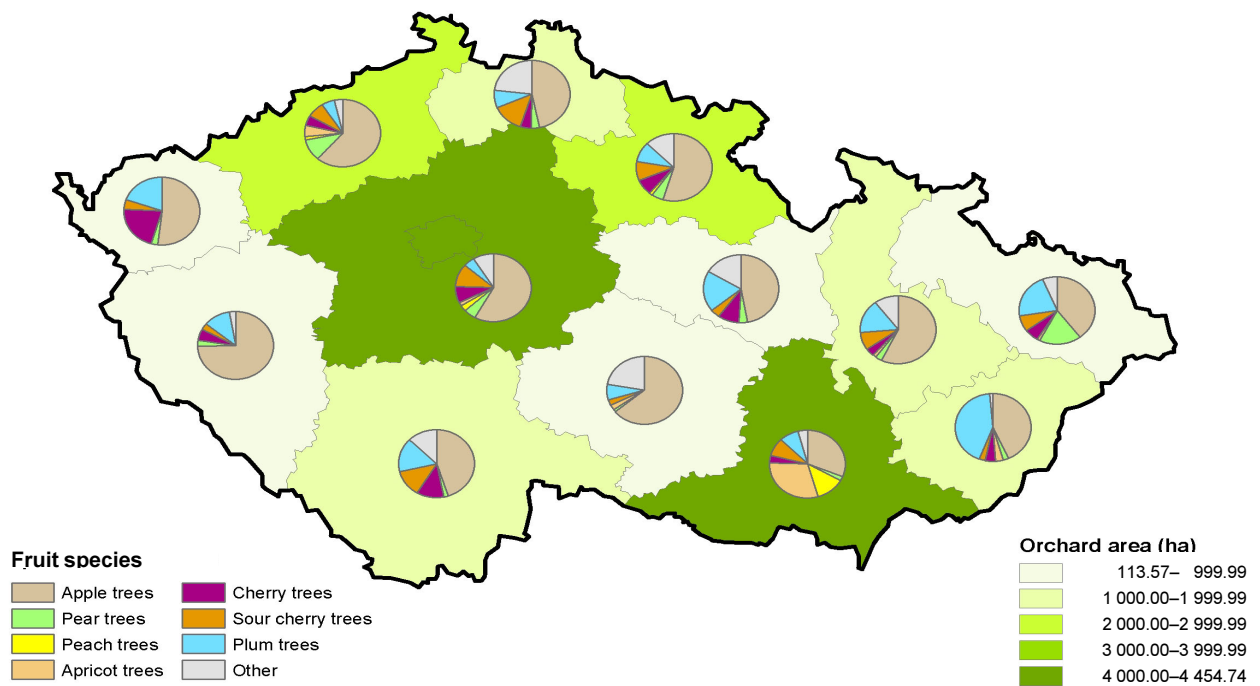 Fruit species
Apple trees
Pear trees
Peach trees
Apricot trees
Cherry trees
Sour cherry trees
Plum trees
Other
Orchard area (ha)
113.57– 999.99
1 000.00–1 999.99
2 000.00–2 999.99
3 000.00–3 999.99
4 000.00–4 454.74